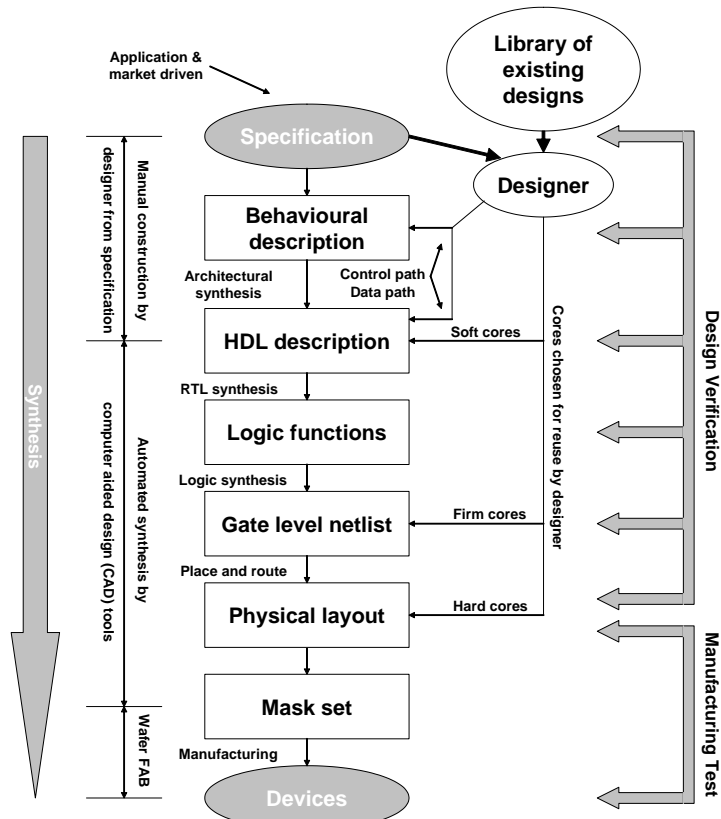 Application &
market driven
Library of
existing
designs
Specification
Designer
Manual construction by
designer from specification
Behavioural
description
Architectural
synthesis
Control path
Data path
HDL description
Soft cores
RTL synthesis
Logic functions
Logic synthesis
Gate level netlist
Firm cores
Place and route
Physical layout
Hard cores
Mask set
Manufacturing
Devices
Synthesis
Automated synthesis by
computer aided design (CAD) tools
Wafer FAB
Cores chosen for reuse by designer
Design Verification
Manufacturing Test